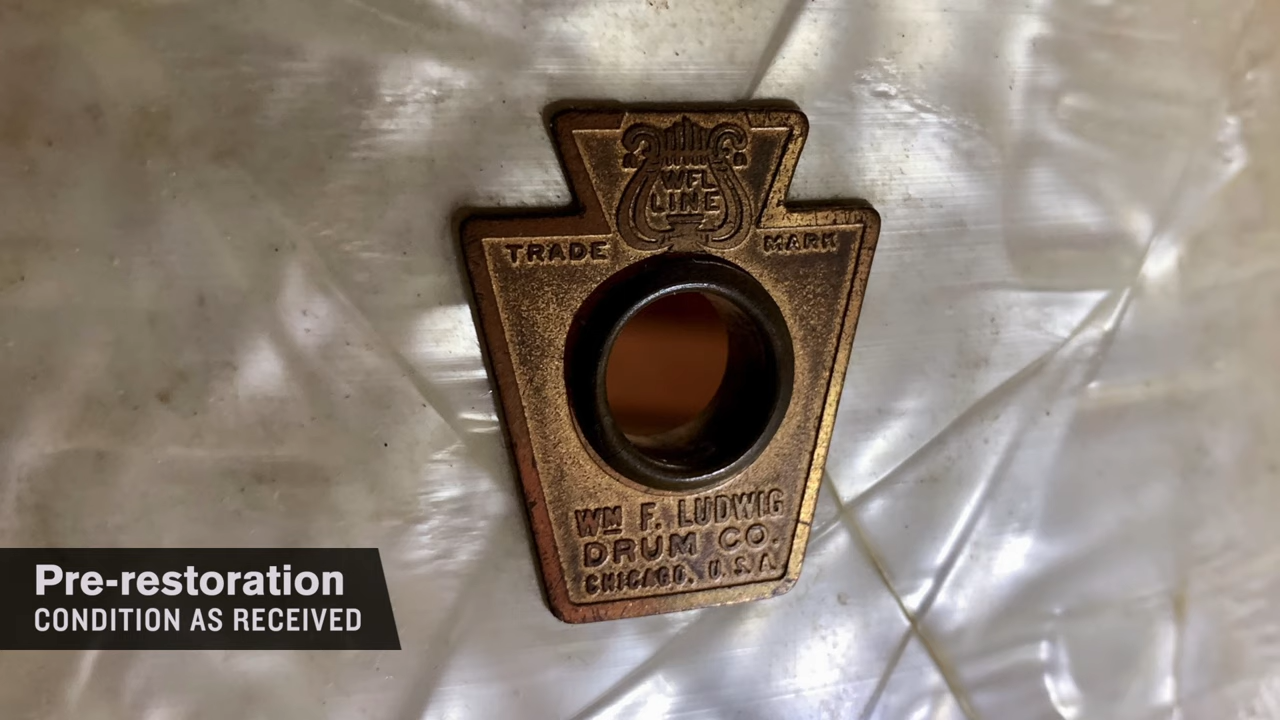 WFL
LINE
TRADE MARK
WM F. LUDWIG
DRUM CO.
CHICAGO, U.S.A.
Pre-restoration
CONDITION AS RECEIVED